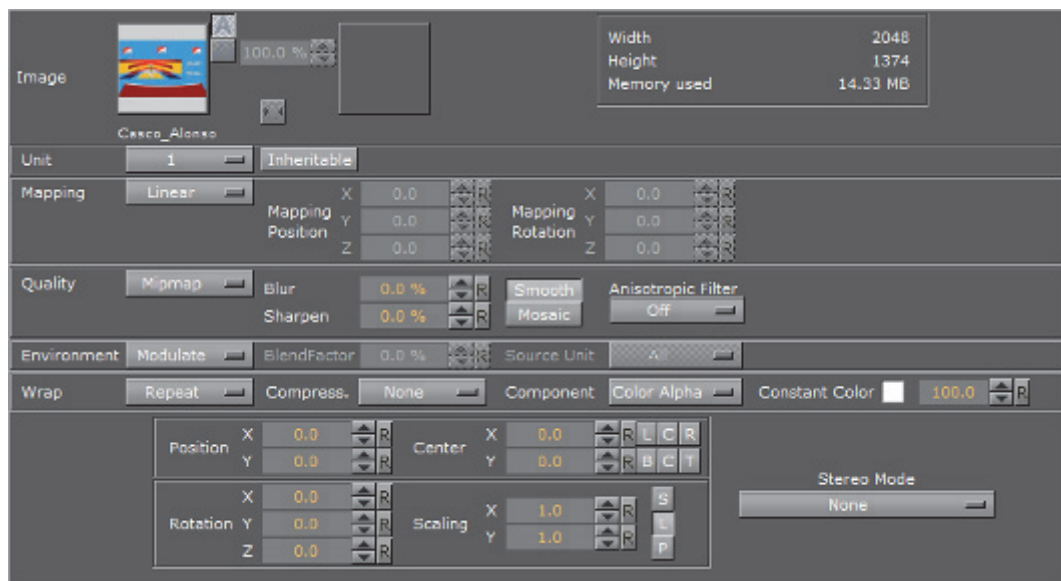 Image
Casco_Alonso
A
100.0 %
Width 2048
Height 1374
Memory used 14.33 MB
Unit 1 Inheritable
Mapping Linear
Mapping Position
X 0.0 R
Y 0.0 R
Z 0.0 R
Mapping Rotation
X 0.0 R
Y 0.0 R
Z 0.0 R
Quality Mipmap
Blur 0.0 % R
Sharpen 0.0 % R
Smooth
Mosaic
Anisotropic Filter
Off
Environment Modulate BlendFactor 0.0 % R Source Unit All
Wrap Repeat Compress. None Component Color Alpha Constant Color 100.0 R
Position
X 0.0 R
Y 0.0 R
Center
X 0.0 R L C R
Y 0.0 R B C T
Rotation
X 0.0 R
Y 0.0 R
Z 0.0 R
Scaling
X 1.0 R
Y 1.0 R
S
L
P
Stereo Mode
None